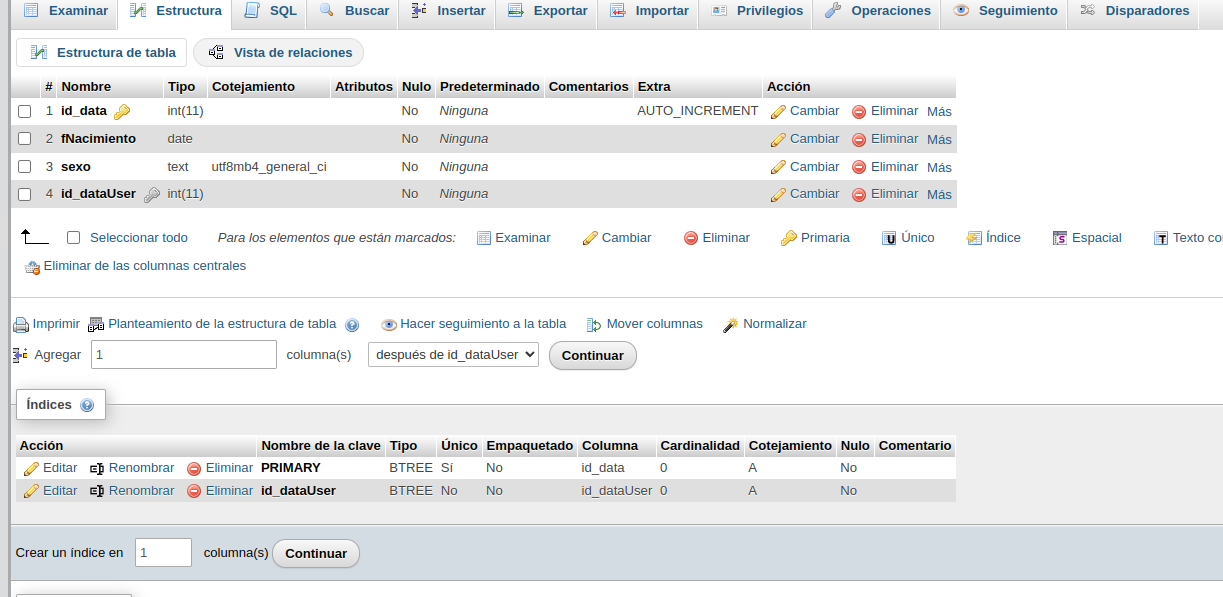 Examinar Estructura SQL Buscar Insertar Exportar Importar Privilegios Operaciones Seguimiento Disparadores
Estructura de tabla Vista de relaciones
# Nombre Tipo Cotejamiento Atributos Nulo Predeterminado Comentarios Extra Acción
1 id_data int(11) No Ninguna AUTO_INCREMENT Cambiar Eliminar Más
2 fNacimiento date No Ninguna Cambiar Eliminar Más
3 sexo text utf8mb4_general_ci No Ninguna Cambiar Eliminar Más
4 id_dataUser int(11) No Ninguna Cambiar Eliminar Más
Seleccionar todo Para los elementos que están marcados: Examinar Cambiar Eliminar Primaria Único Índice Espacial Texto co
Eliminar de las columnas centrales
Imprimir Planteamiento de la estructura de tabla Hacer seguimiento a la tabla Mover columnas Normalizar
Agregar 1 columna(s) después de id_dataUser Continuar
Índices
Acción Nombre de la clave Tipo Único Empaquetado Columna Cardinalidad Cotejamiento Nulo Comentario
Editar Renombrar Eliminar PRIMARY BTREE Sí No id_data 0 A No
Editar Renombrar Eliminar id_dataUser BTREE No No id_dataUser 0 A No
Crear un índice en 1 columna(s) Continuar